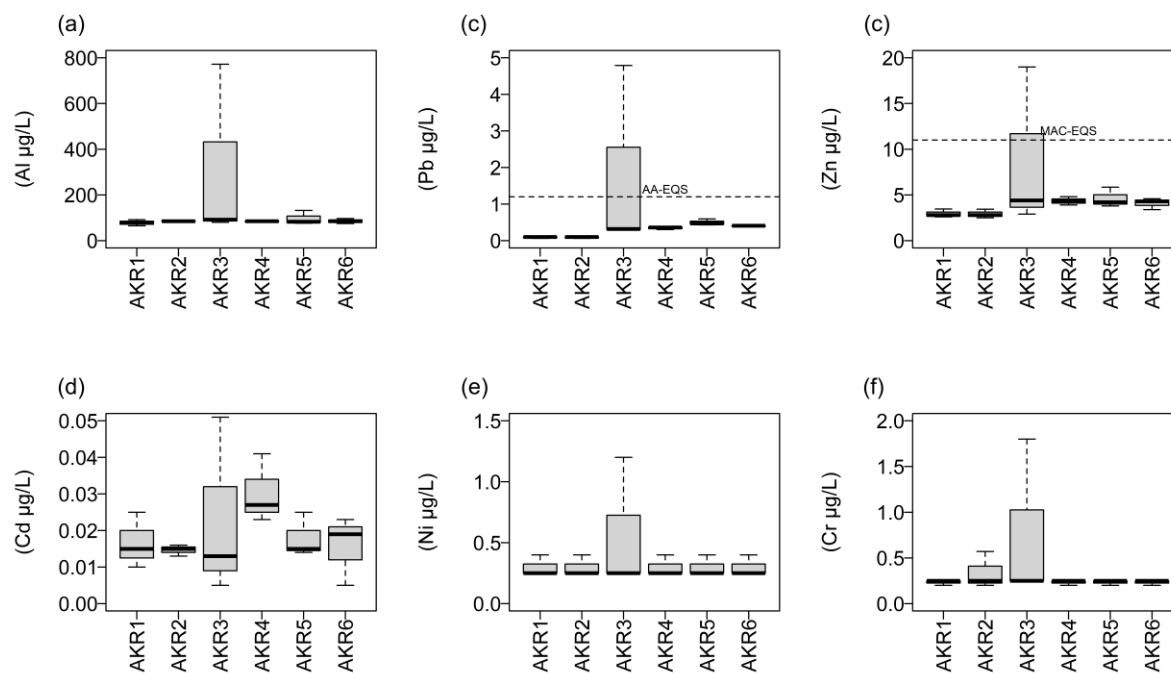 (a)
(Al µg/L)
800
600
400
200
0
AKR1
AKR2
AKR3
AKR4
AKR5
AKR6
(c)
(Pb µg/L)
5
4
3
2
1
0
AA-EQS
AKR1
AKR2
AKR3
AKR4
AKR5
AKR6
(c)
(Zn µg/L)
20
15
10
5
0
MAC-EQS
AKR1
AKR2
AKR3
AKR4
AKR5
AKR6
(d)
(Cd µg/L)
0.05
0.04
0.03
0.02
0.01
0.00
AKR1
AKR2
AKR3
AKR4
AKR5
AKR6
(e)
(Ni µg/L)
1.5
1.0
0.5
0.0
AKR1
AKR2
AKR3
AKR4
AKR5
AKR6
(f)
(Cr µg/L)
2.0
1.5
1.0
0.5
0.0
AKR1
AKR2
AKR3
AKR4
AKR5
AKR6